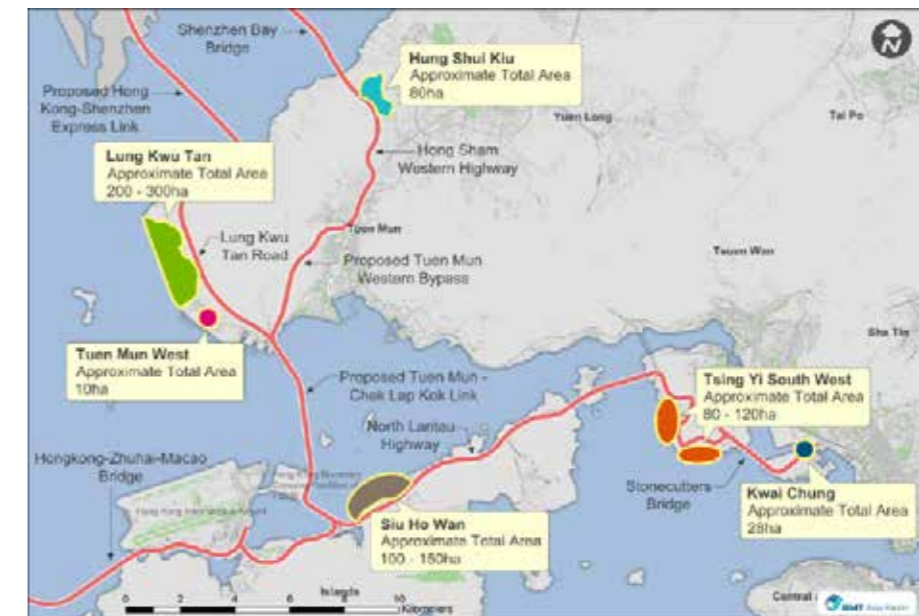 Shenzhen Bay
Bridge
N
Hung Shui Kiu
Approximate Total Area
80ha
Proposed Hong
Kong-Shenzhen
Express Link
Yuen Long
Tai Po
Lung Kwu Tan
Approximate Total Area
200 - 300ha
Hong Sham
Western Highway
Tuen Mun
Lung Kwu
Tan Road
Proposed Tuen Mun
Western Bypass
Tsuen Wan
Sha Tin
Tuen Mun West
Approximate Total Area
10ha
Proposed Tuen Mun -
Chek Lap Kok Link
Tsing Yi South West
Approximate Total Area
80 - 120ha
North Lantau
Highway
Hongkong-Zhuhai-Macao
Bridge
Hong Kong International Airport
Stonecutters
Bridge
Kwai Chung
Approximate Total Area
28ha
Siu Ho Wan
Approximate Total Area
100 - 150ha
Islands
0 2 4 6 8 10
Kilometers
Central
BMT Asia Pacific